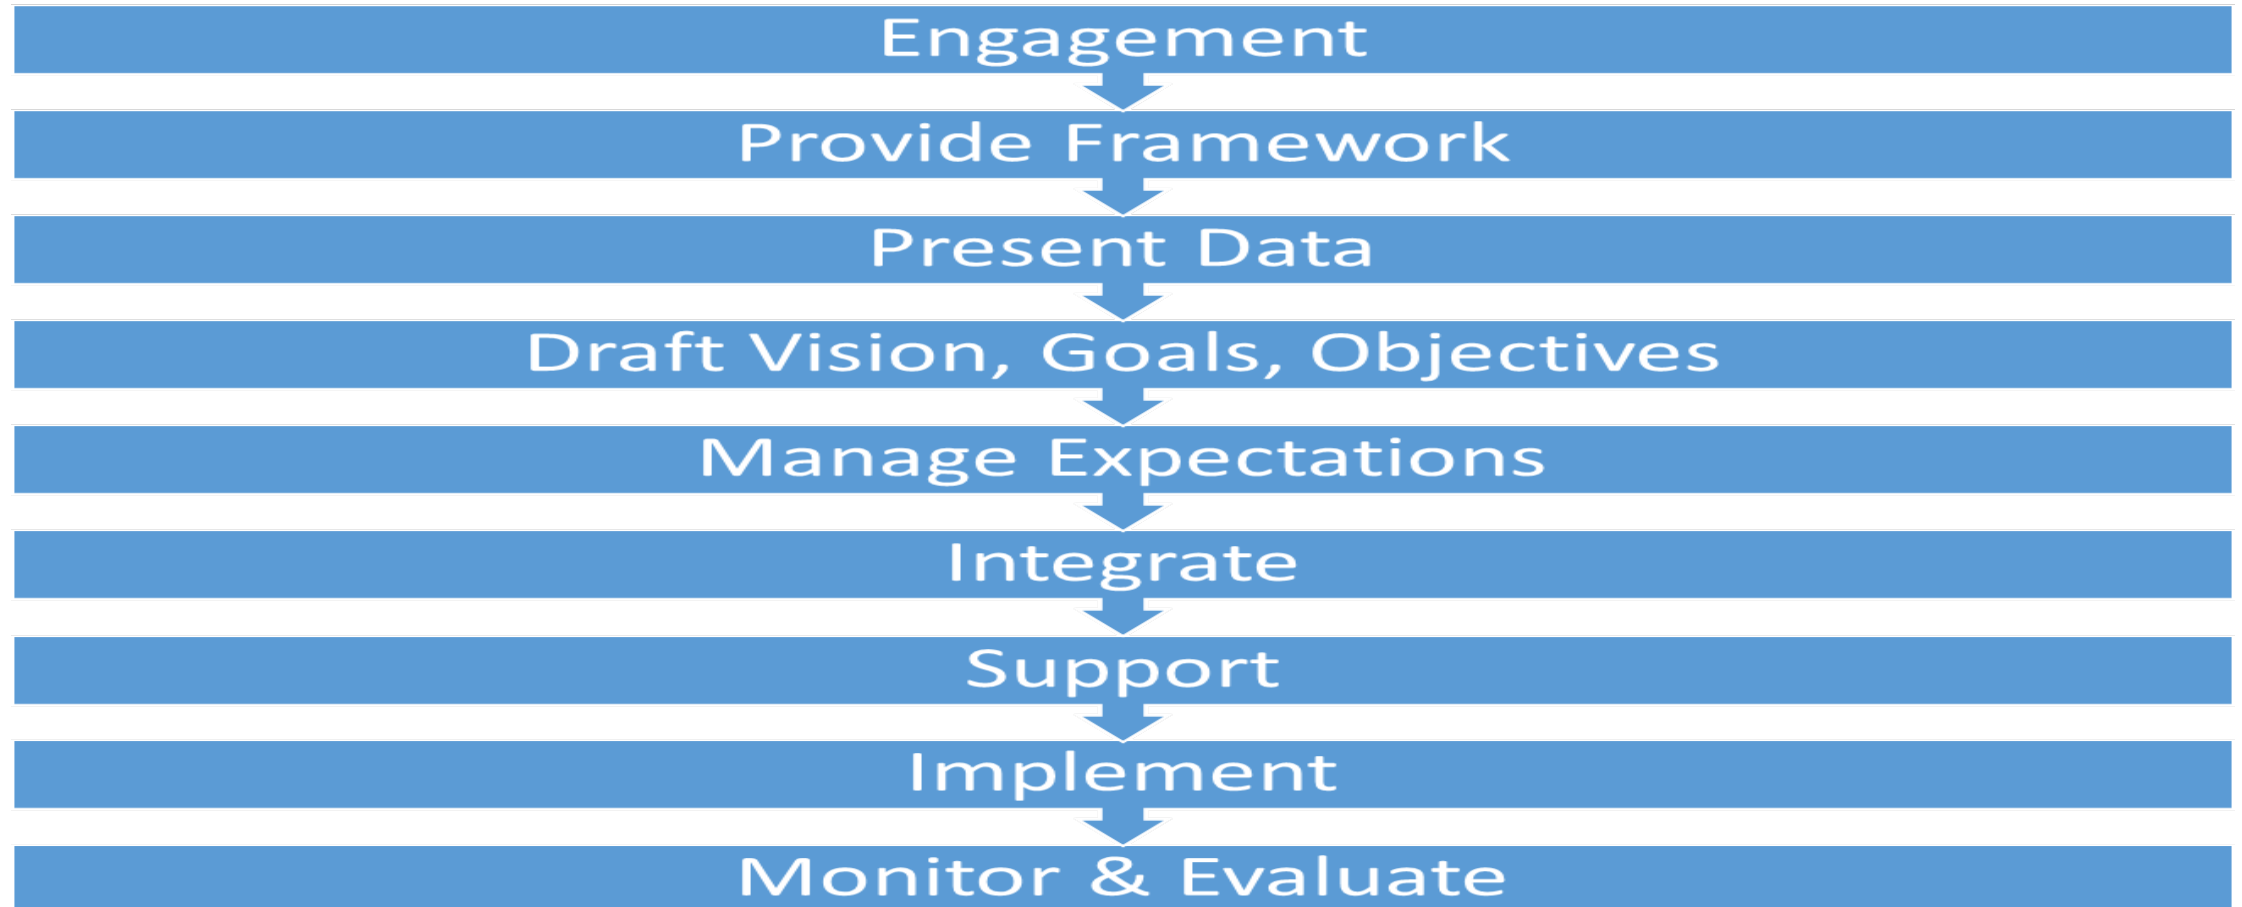 Engagement
Provide Framework
Present Data
Draft Vision, Goals, Objectives
Manage Expectations
Integrate
Support
Implement
Monitor & Evaluate